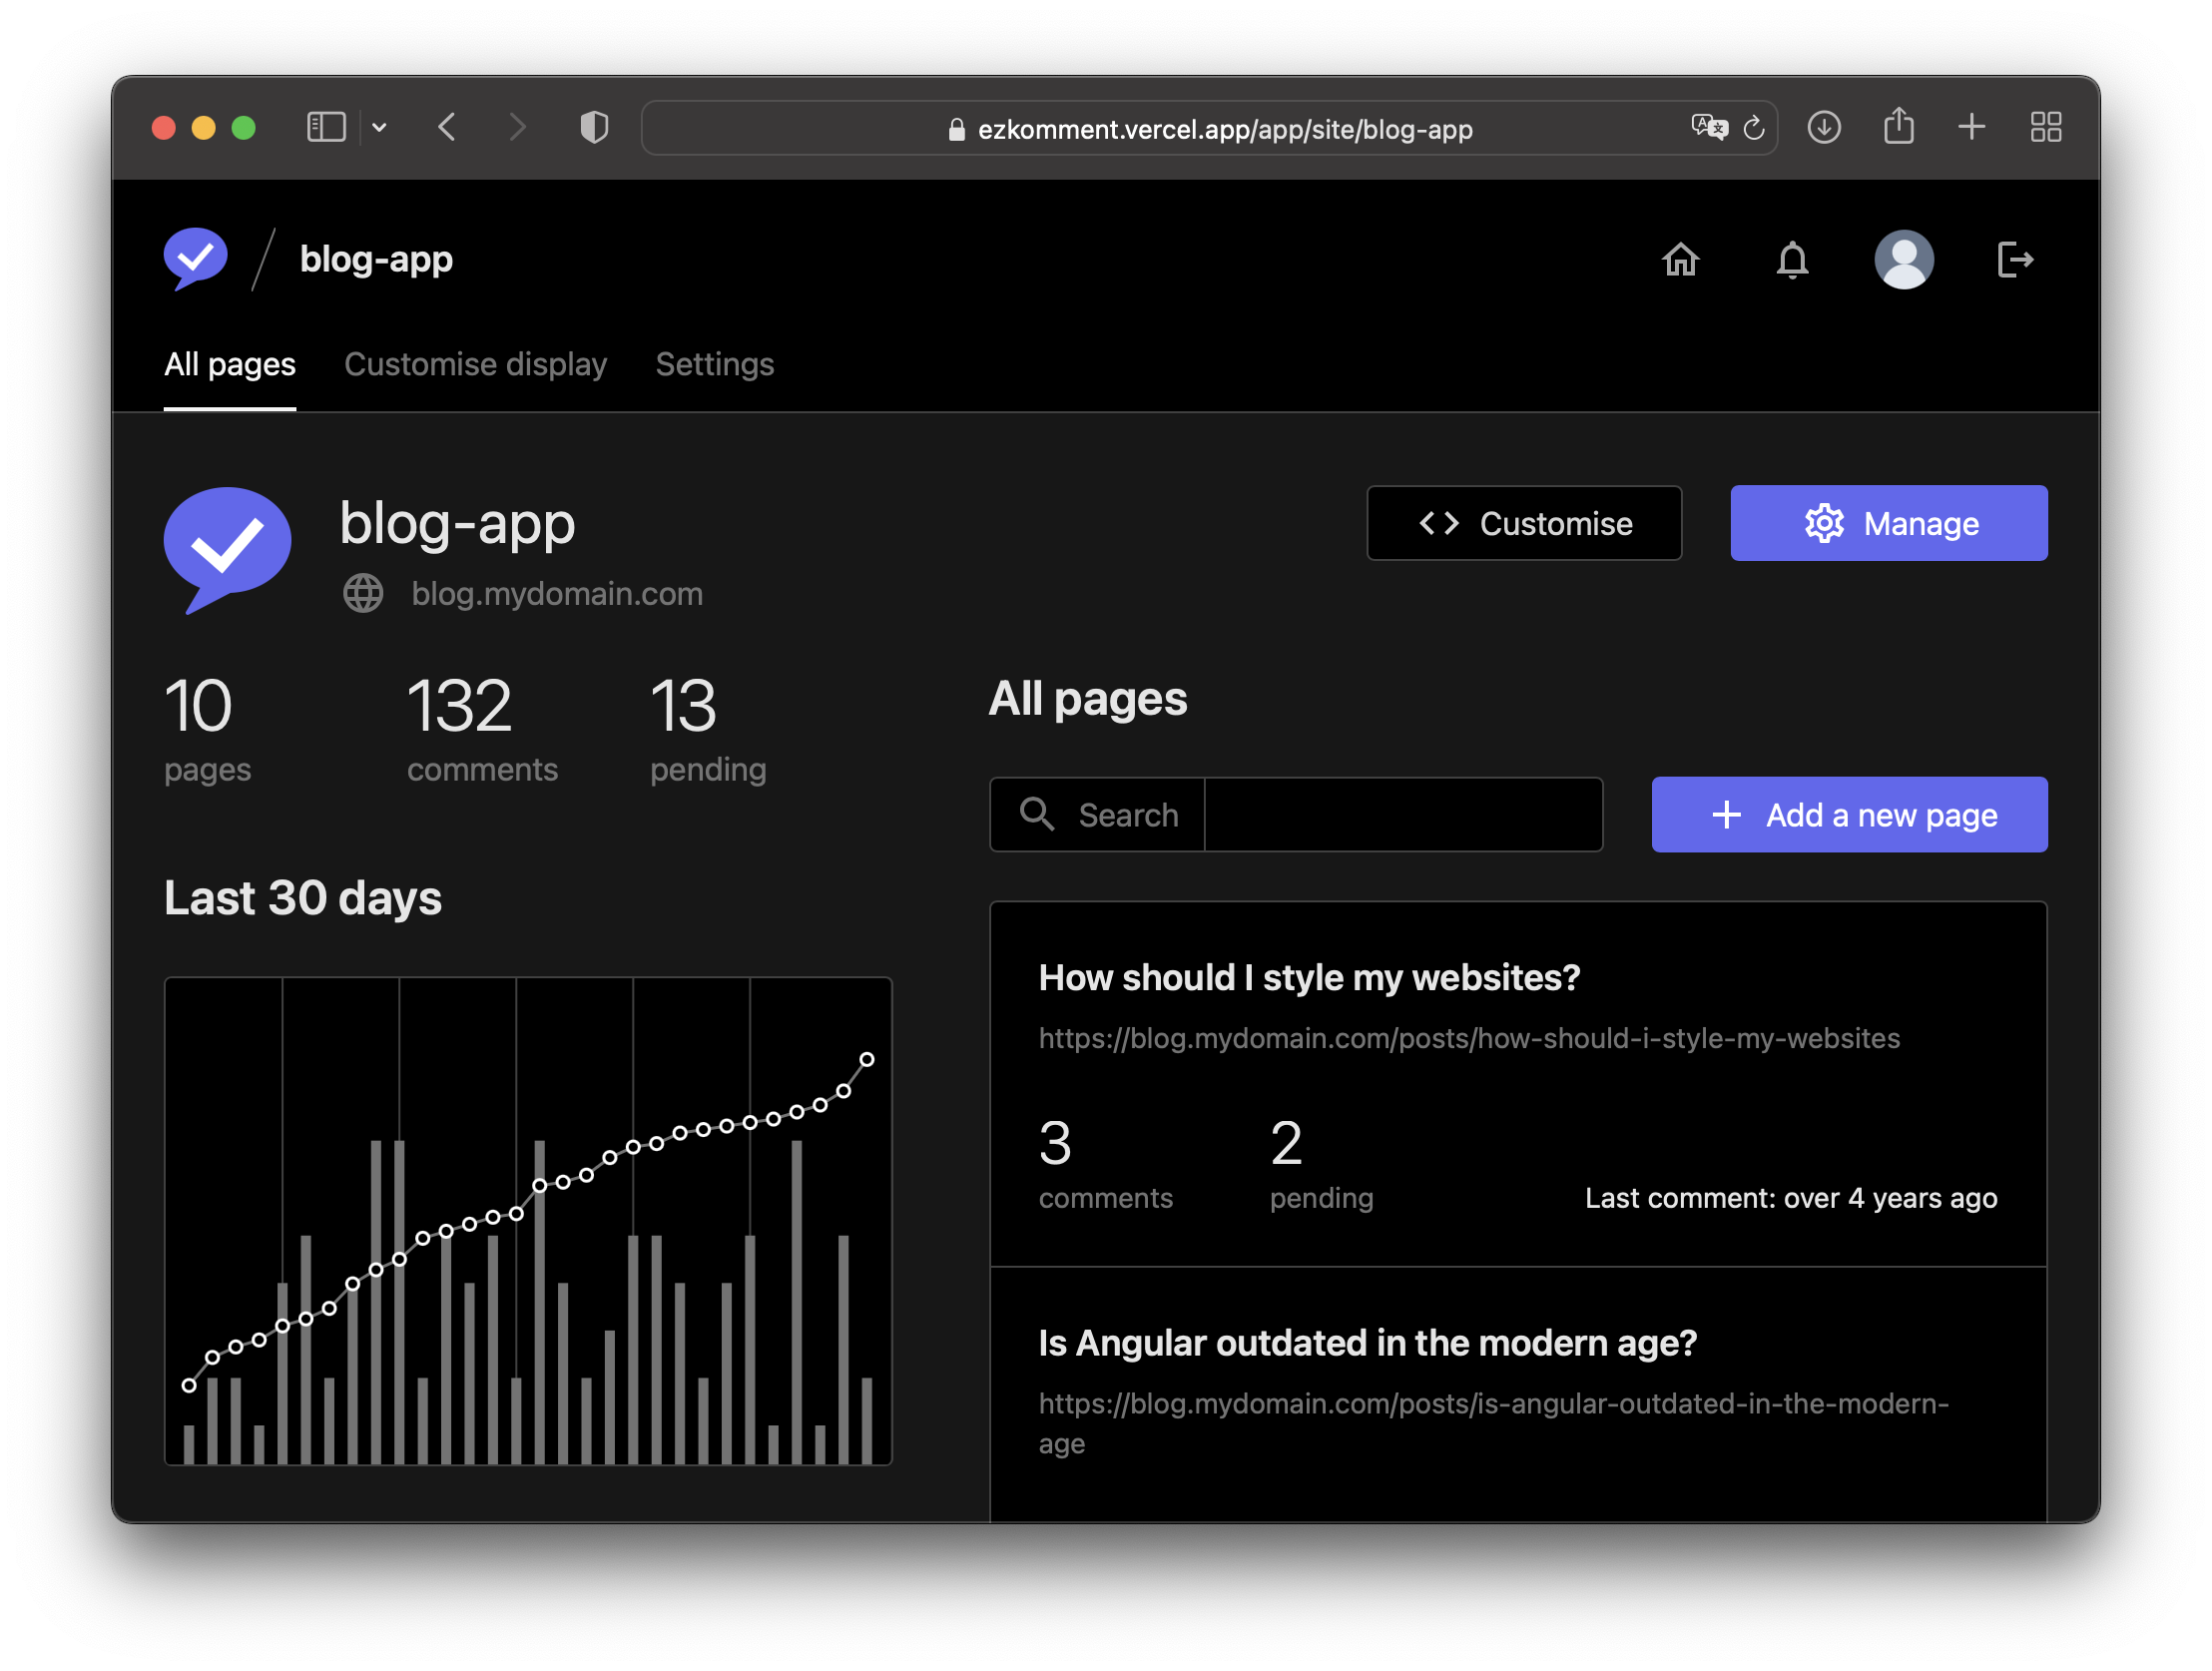 ezkomment.vercel.app/app/site/blog-app
blog-app
All pages
Customise display
Settings
blog-app
blog.mydomain.com
Customise
Manage
10
pages
132
comments
13
pending
Last 30 days
All pages
Search
Add a new page
How should I style my websites?
https://blog.mydomain.com/posts/how-should-i-style-my-websites
3
comments
2
pending
Last comment: over 4 years ago
Is Angular outdated in the modern age?
https://blog.mydomain.com/posts/is-angular-outdated-in-the-modern-
age